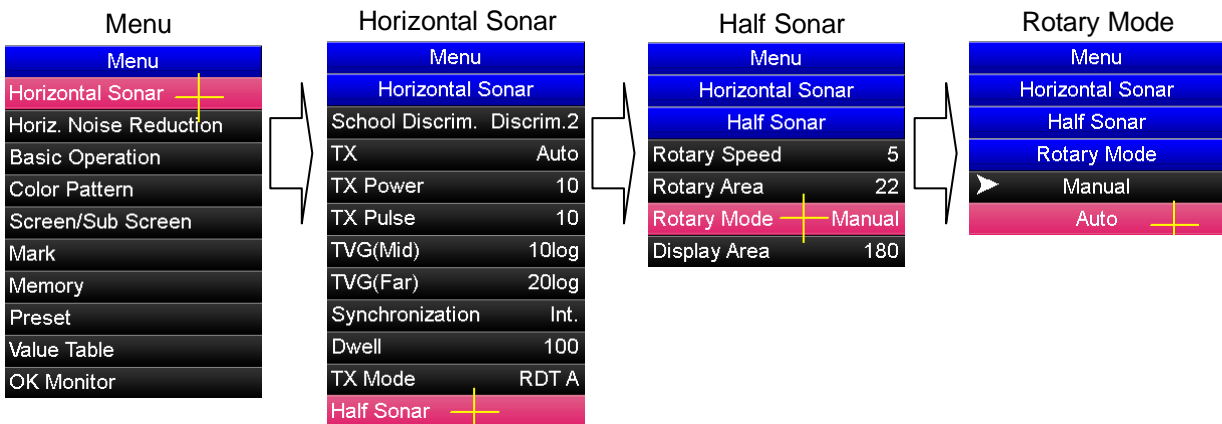 Menu
Menu
Horizontal Sonar
Horiz. Noise Reduction
Basic Operation
Color Pattern
Screen/Sub Screen
Mark
Memory
Preset
Value Table
OK Monitor
Horizontal Sonar
Menu
Horizontal Sonar
School Discrim. Discrim.2
TX Auto
TX Power 10
TX Pulse 10
TVG(Mid) 10log
TVG(Far) 20log
Synchronization Int.
Dwell 100
TX Mode RDT A
Half Sonar
Half Sonar
Menu
Horizontal Sonar
Half Sonar
Rotary Speed 5
Rotary Area 22
Rotary Mode Manual
Display Area 180
Rotary Mode
Menu
Horizontal Sonar
Half Sonar
Rotary Mode
Manual
Auto